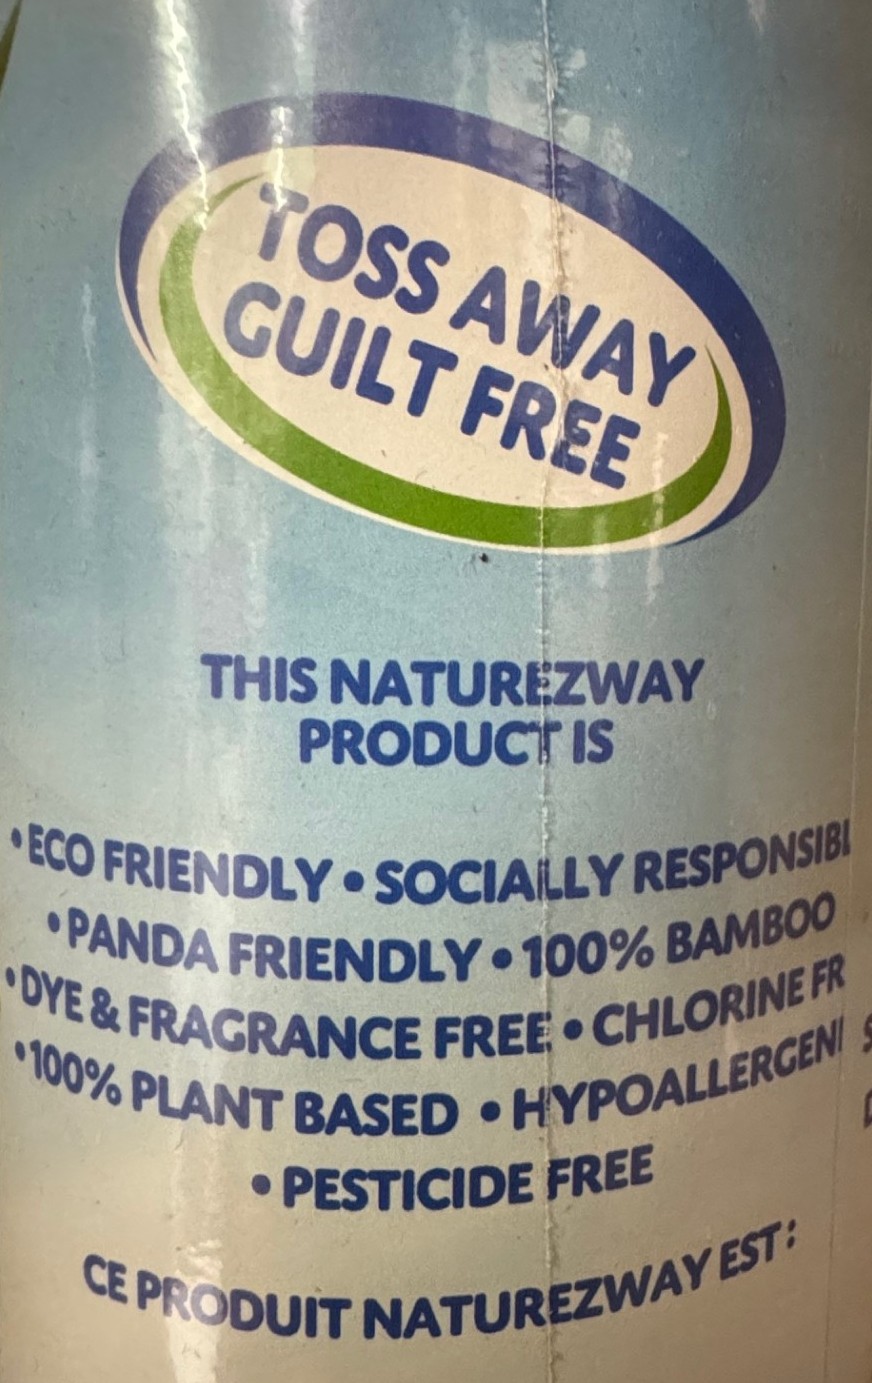 TOSS AWAY
GUILT FREE
THIS NATUREZWAY
PRODUCT IS
• ECO FRIENDLY • SOCIALLY RESPONSIBL
• PANDA FRIENDLY • 100% BAMBOO
• DYE & FRAGRANCE FREE • CHLORINE FR
• 100% PLANT BASED • HYPOALLERGENI
• PESTICIDE FREE
CE PRODUIT NATUREZWAY EST: